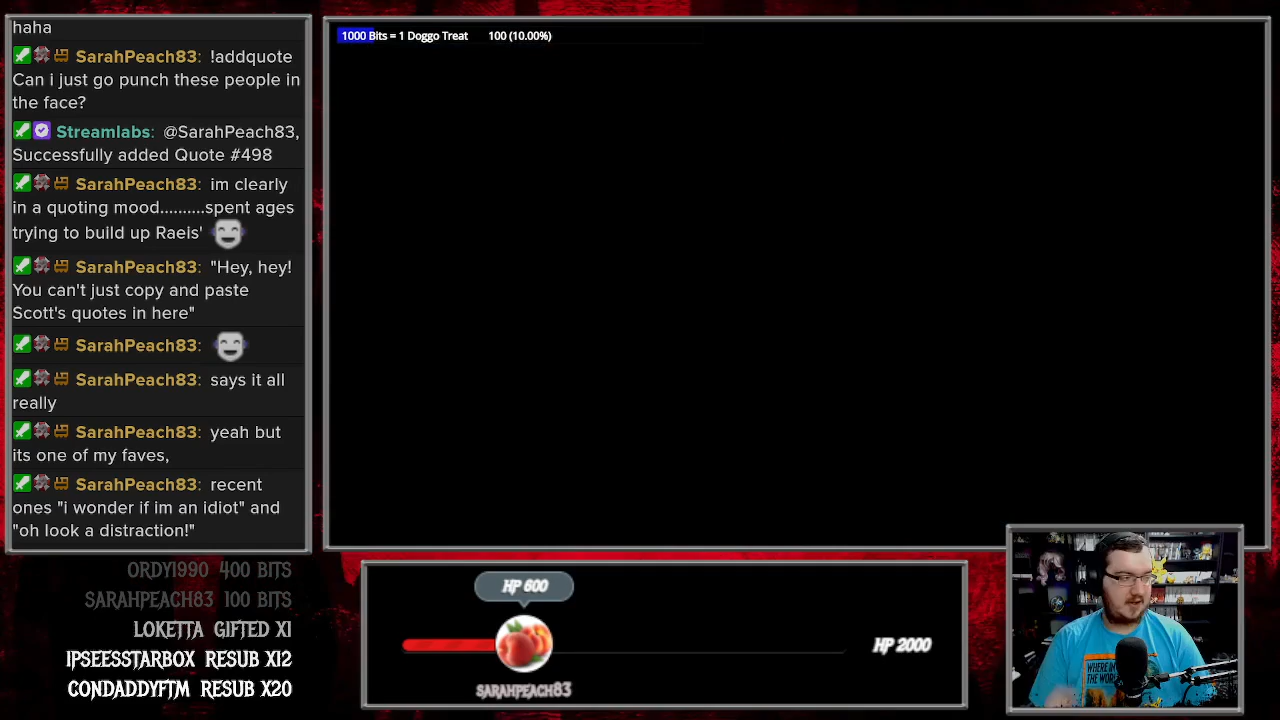 haha
SarahPeach83: !addquote
Can i just go punch these people in
the face?
Streamlabs: @SarahPeach83,
Successfully added Quote #498
SarahPeach83: im clearly
in a quoting mood..........spent ages
trying to build up Raels'
SarahPeach83: "Hey, hey!
You can't just copy and paste
Scott's quotes in here"
SarahPeach83:
SarahPeach83: says it all
really
SarahPeach83: yeah but
its one of my faves,
SarahPeach83: recent
ones "i wonder if im an idiot" and
"oh look a distraction!"
ORDY1990 400 BITS
SARAHPEACH83 100 BITS
LOKETTA GIFTED X1
IPSEESSTARBOX RESUB X12
CONDADDYFTM RESUB X20
1000 Bits = 1 Doggo Treat 100 (10.00%)
HP 600
HP 2000
SARAHPEACH83